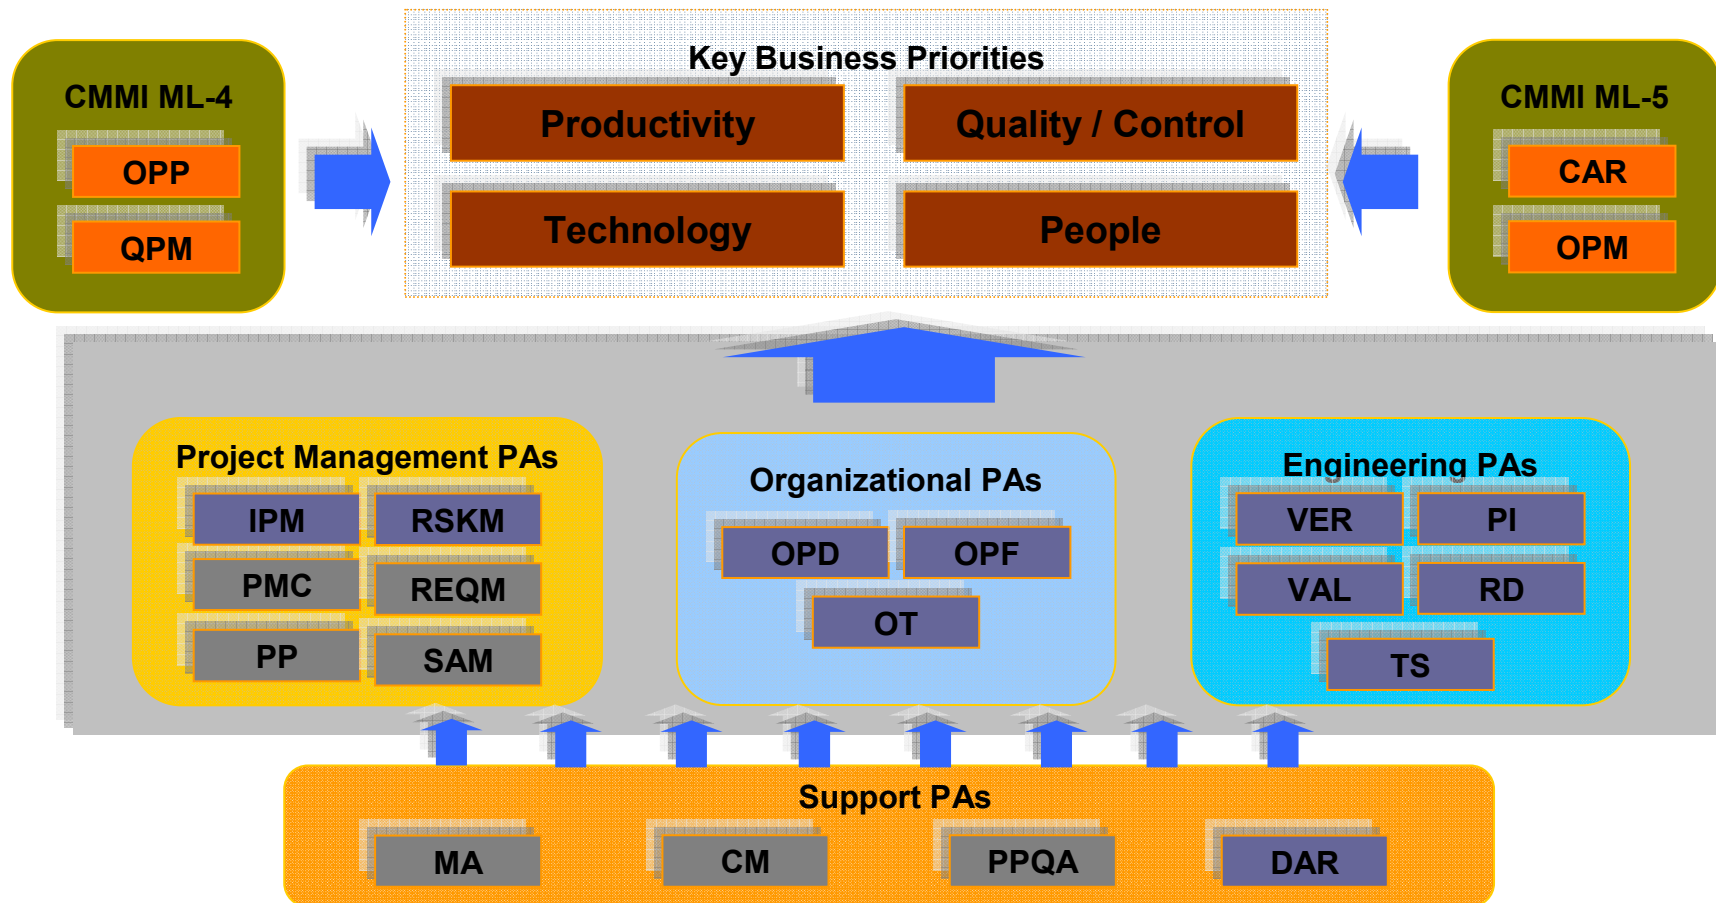 Key Business Priorities
CMMI ML-4
OPP
QPM
Productivity
Quality / Control
Technology
People
CMMI ML-5
CAR
OPM
Project Management PAs
IPM
RSKM
PMC
REQM
PP
SAM
Organizational PAs
OPD
OPF
OT
Engineering PAs
VER
PI
VAL
RD
TS
Support PAs
MA
CM
PPQA
DAR